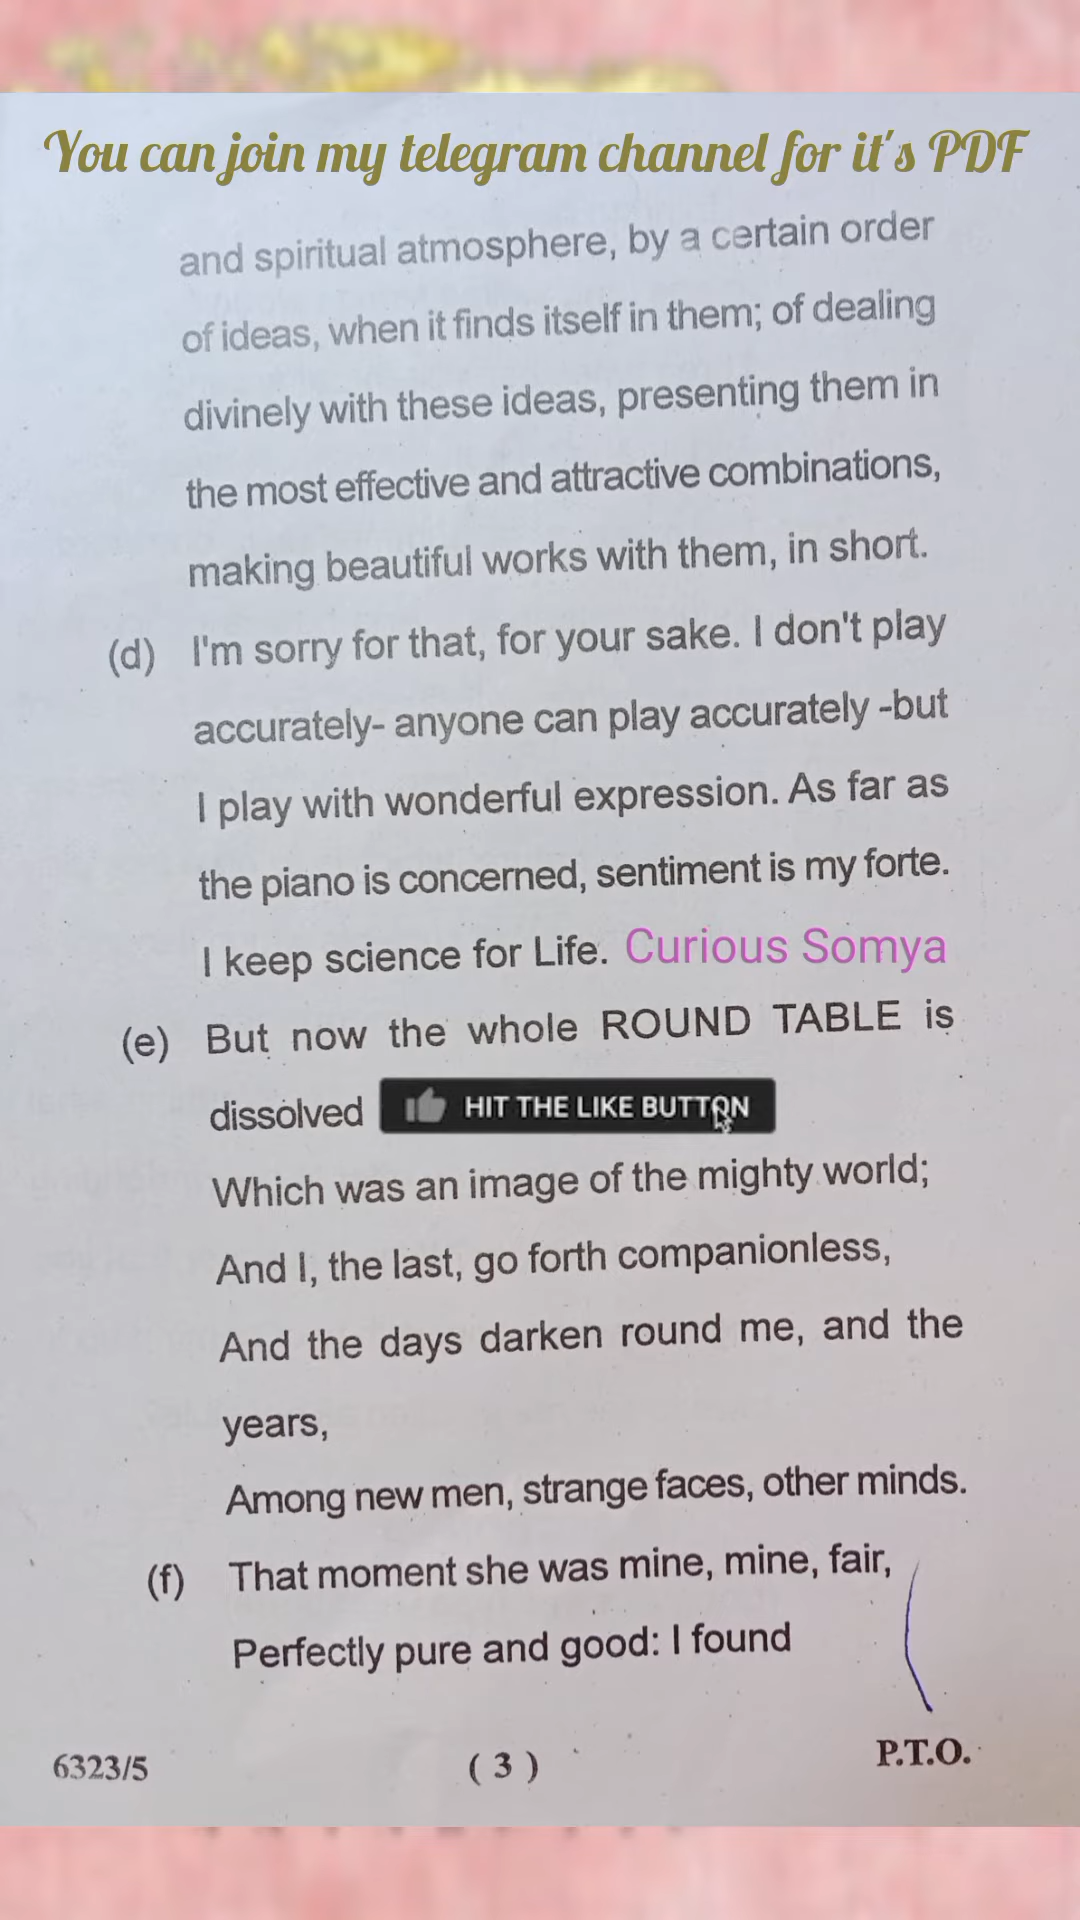 You can join my telegram channel for it's PDF
and spiritual atmosphere, by a certain order
of ideas, when it finds itself in them; of dealing
divinely with these ideas, presenting them in
the most effective and attractive combinations,
making beautiful works with them, in short.
(d) I'm sorry for that, for your sake. I don't play
accurately- anyone can play accurately -but
I play with wonderful expression. As far as
the piano is concerned, sentiment is my forte.
I keep science for Life. Curious Somya
(e) But now the whole ROUND TABLE is
dissolved HIT THE LIKE BUTTON
Which was an image of the mighty world;
And I, the last, go forth companionless,
And the days darken round me, and the
years,
Among new men, strange faces, other minds.
(f) That moment she was mine, mine, fair,
Perfectly pure and good: I found
6323/5 ( 3 ) P.T.O.